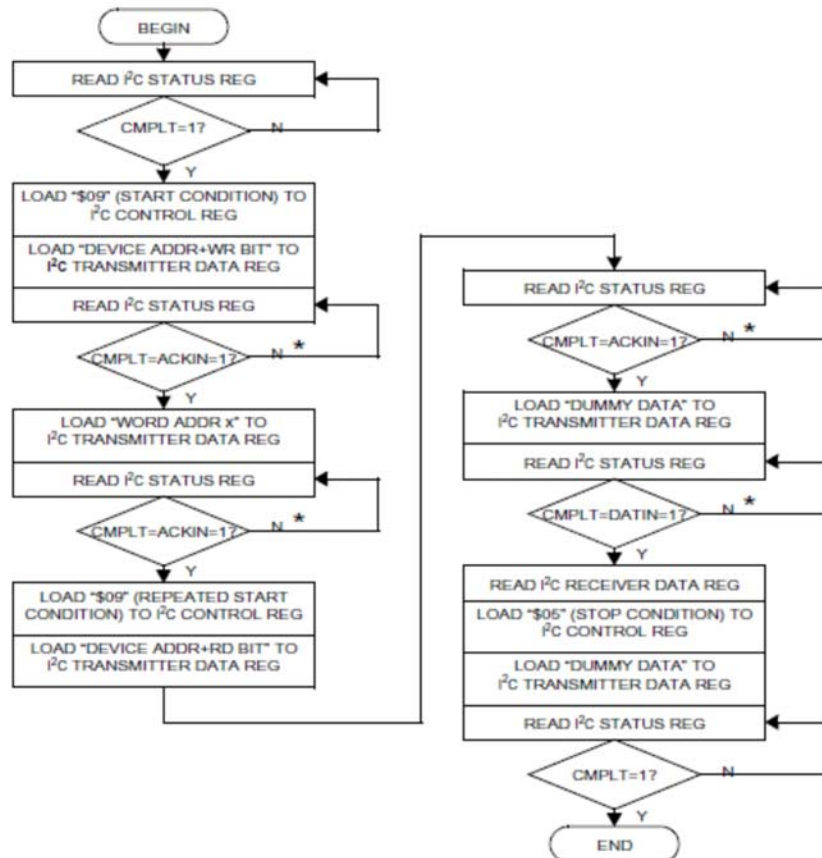 BEGIN
READ I²C STATUS REG
CMPLT=1?
N
Y
LOAD "$09" (START CONDITION) TO
I²C CONTROL REG
LOAD "DEVICE ADDR+WR BIT" TO
I²C TRANSMITTER DATA REG
READ I²C STATUS REG
CMPLT=ACKIN=1?
N *
Y
LOAD "WORD ADDR x" TO
I²C TRANSMITTER DATA REG
READ I²C STATUS REG
CMPLT=ACKIN=1?
N *
Y
LOAD "$09" (REPEATED START
CONDITION) TO I²C CONTROL REG
LOAD "DEVICE ADDR+RD BIT" TO
I²C TRANSMITTER DATA REG
READ I²C STATUS REG
CMPLT=ACKIN=1?
N *
Y
LOAD "DUMMY DATA" TO
I²C TRANSMITTER DATA REG
READ I²C STATUS REG
CMPLT=DATIN=1?
N *
Y
READ I²C RECEIVER DATA REG
LOAD "$05" (STOP CONDITION) TO
I²C CONTROL REG
LOAD "DUMMY DATA" TO
I²C TRANSMITTER DATA REG
READ I²C STATUS REG
CMPLT=1?
N
Y
END